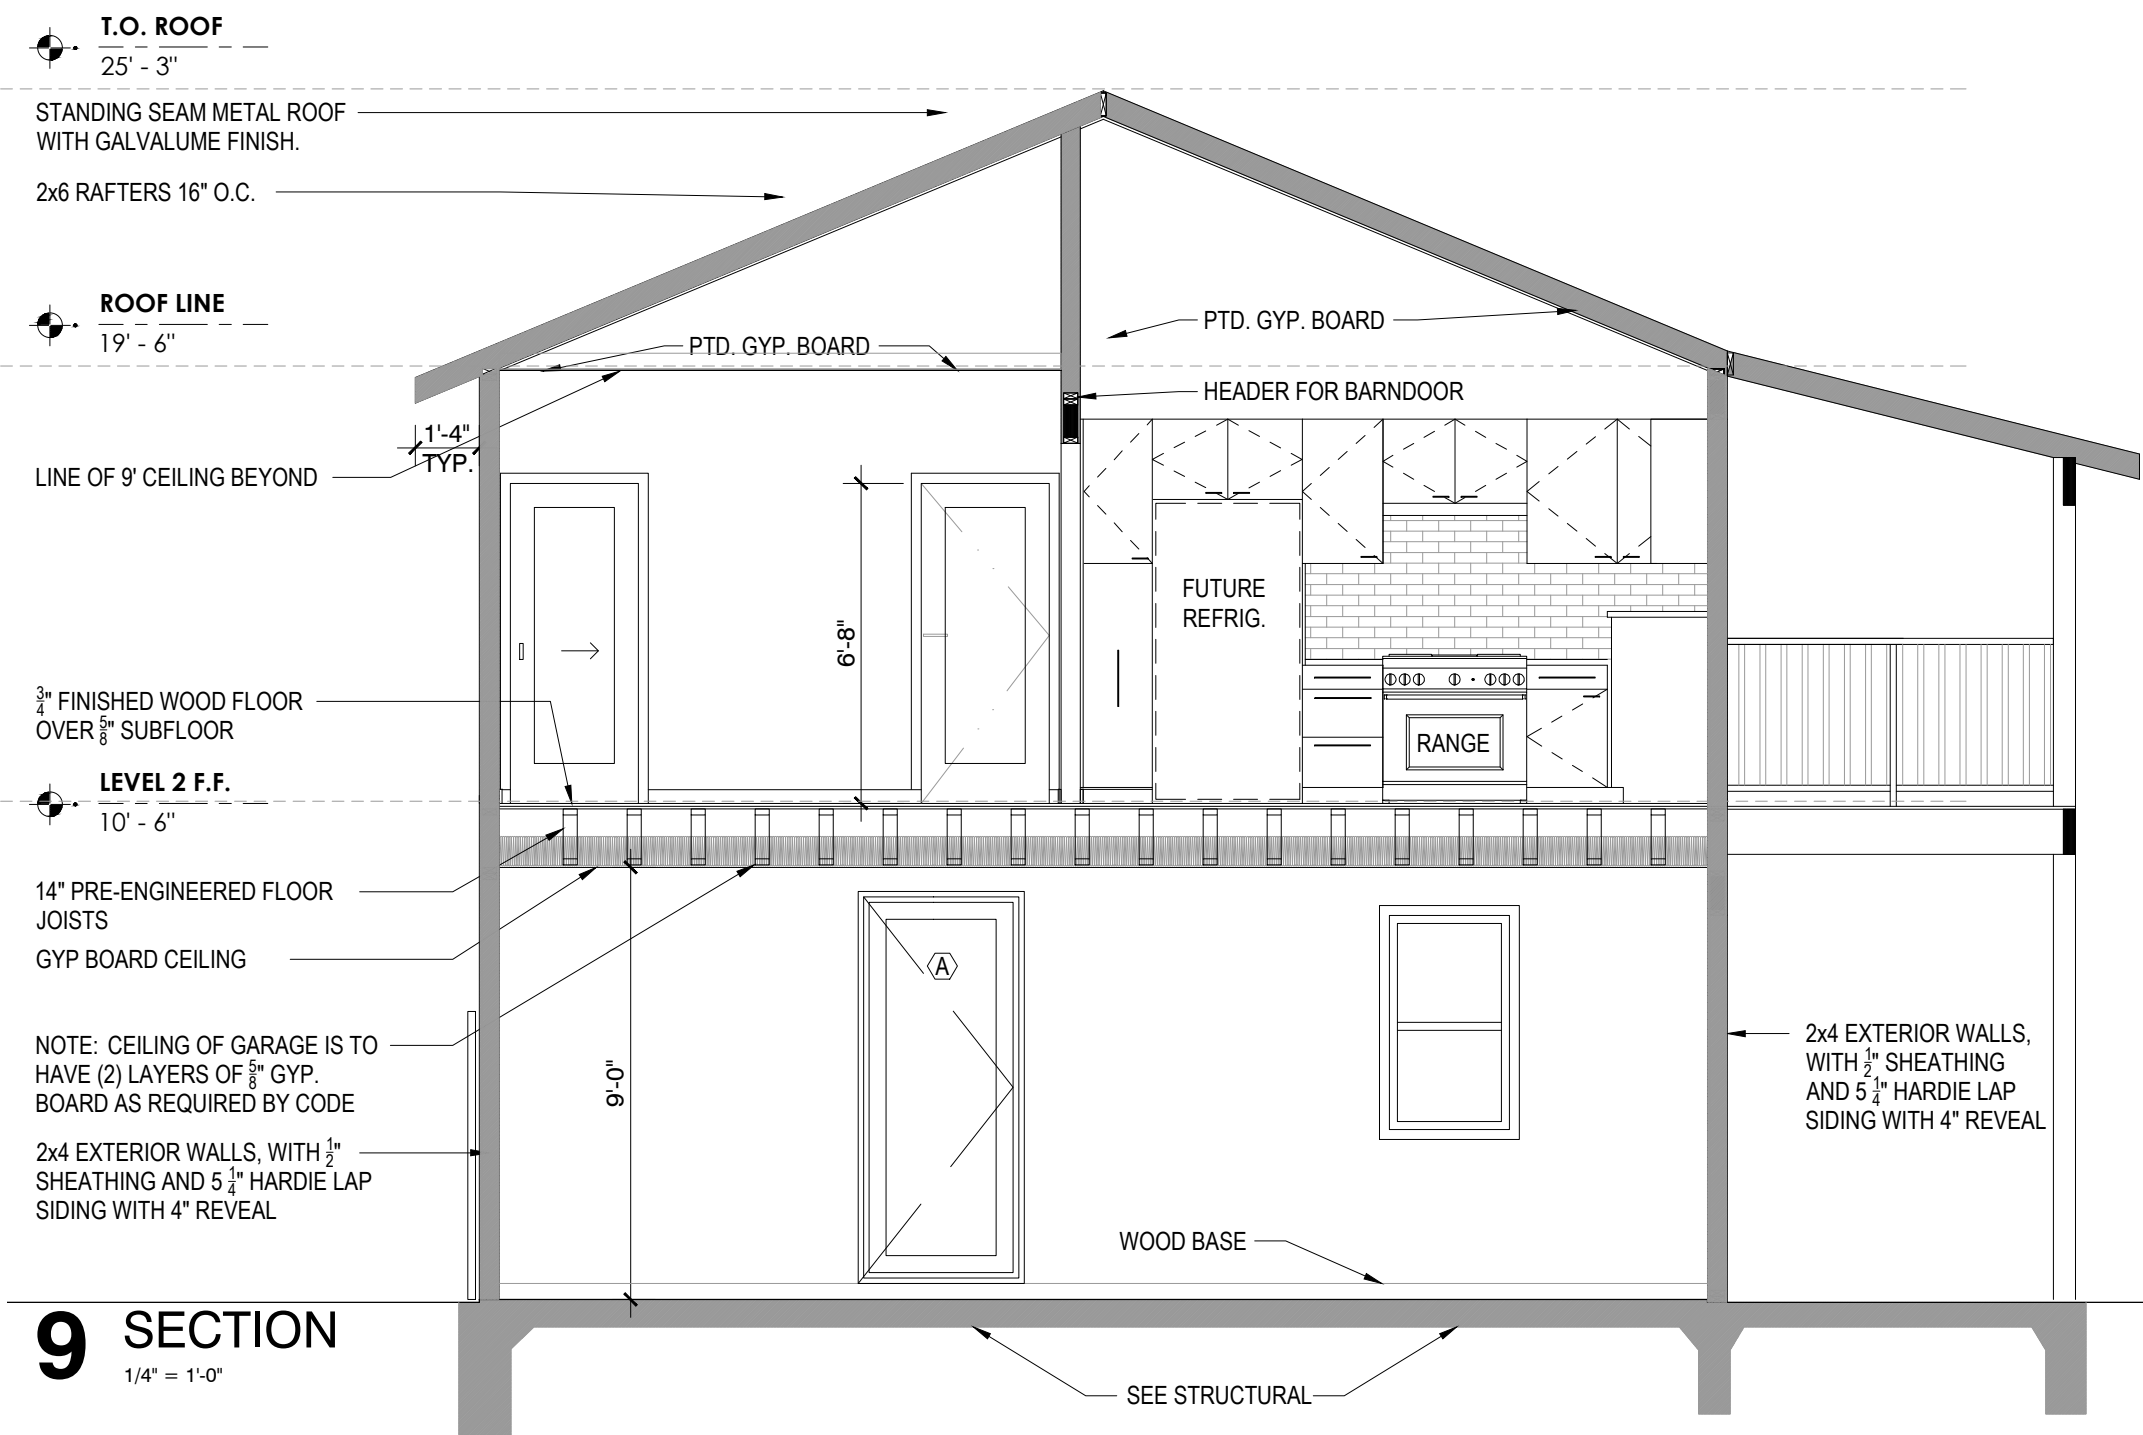 T.O. ROOF
25' - 3"
STANDING SEAM METAL ROOF
WITH GALVALUME FINISH.
2x6 RAFTERS 16" O.C.
ROOF LINE
19' - 6"
PTD. GYP. BOARD
PTD. GYP. BOARD
HEADER FOR BARNDOOR
1'-4"
TYP.
LINE OF 9' CEILING BEYOND
FUTURE
REFRIG.
6'-8"
3/4" FINISHED WOOD FLOOR
OVER 5/8" SUBFLOOR
RANGE
LEVEL 2 F.F.
10' - 6"
14" PRE-ENGINEERED FLOOR
JOISTS
GYP BOARD CEILING
A
NOTE: CEILING OF GARAGE IS TO
HAVE (2) LAYERS OF 5/8" GYP.
BOARD AS REQUIRED BY CODE
9'-0"
2x4 EXTERIOR WALLS, WITH 1/2"
SHEATHING AND 5 1/4" HARDIE LAP
SIDING WITH 4" REVEAL
2x4 EXTERIOR WALLS,
WITH 1/2" SHEATHING
AND 5 1/4" HARDIE LAP
SIDING WITH 4" REVEAL
WOOD BASE
9 SECTION
1/4" = 1'-0"
SEE STRUCTURAL